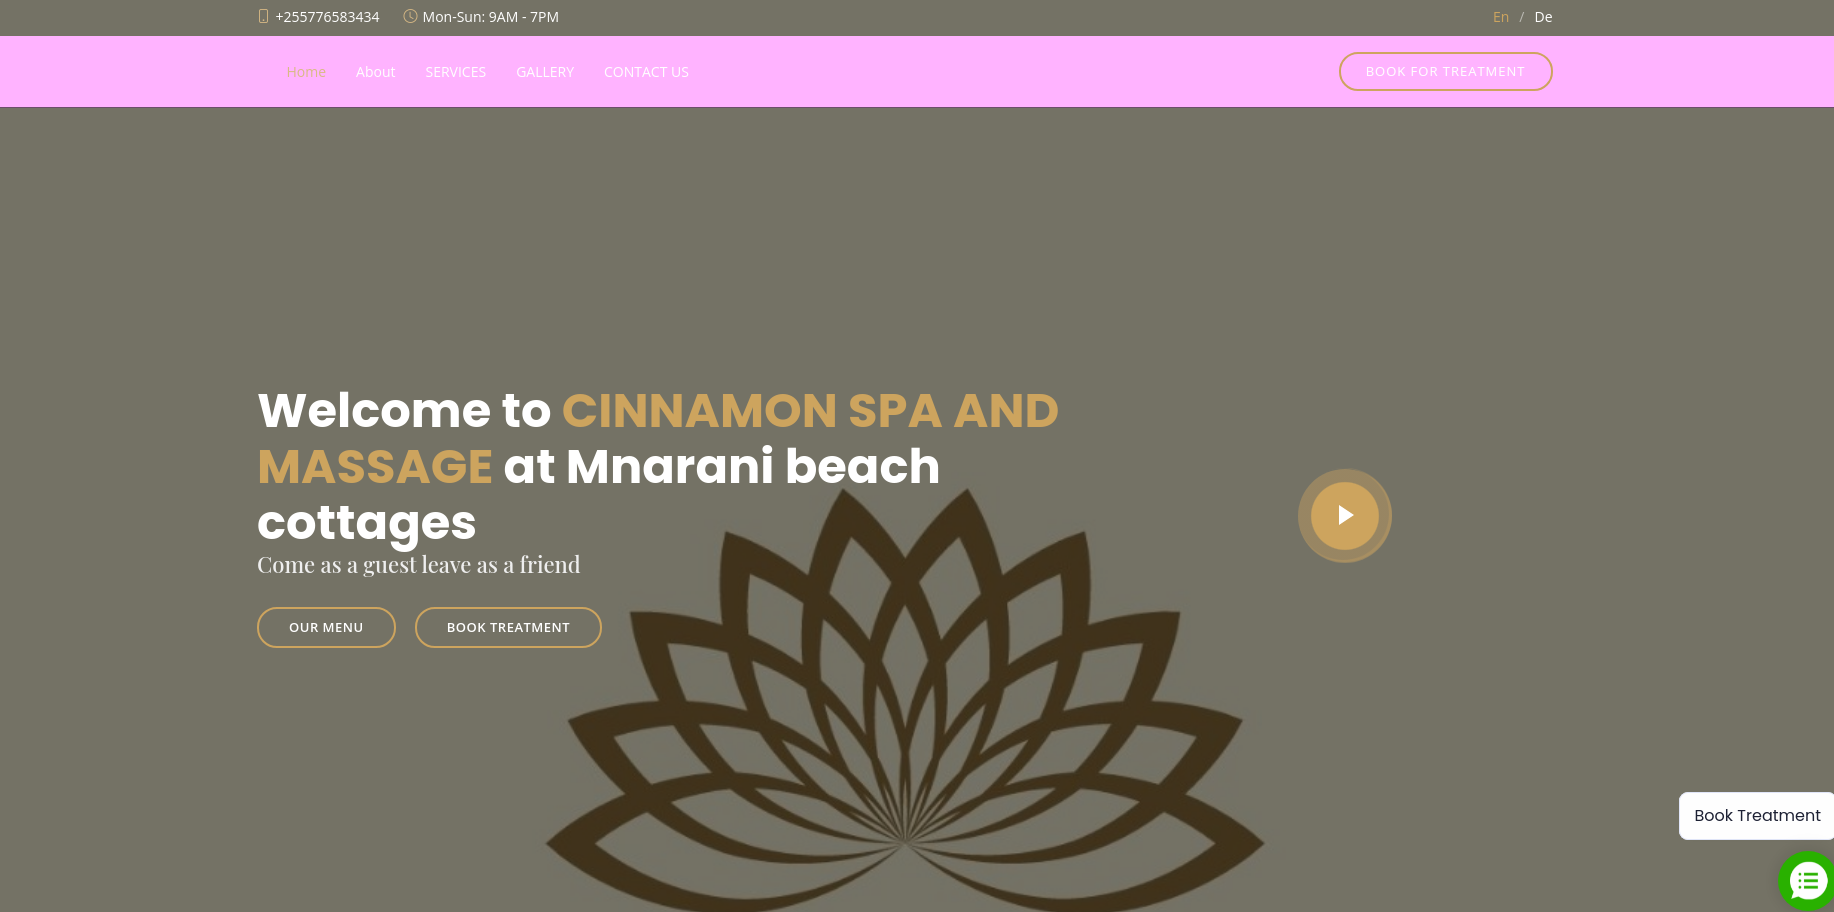 +255776583434 Mon-Sun: 9AM - 7PM En / De
Home About SERVICES GALLERY CONTACT US BOOK FOR TREATMENT
Welcome to CINNAMON SPA AND
MASSAGE at Mnarani beach
cottages
Come as a guest leave as a friend
OUR MENU BOOK TREATMENT
Book Treatment